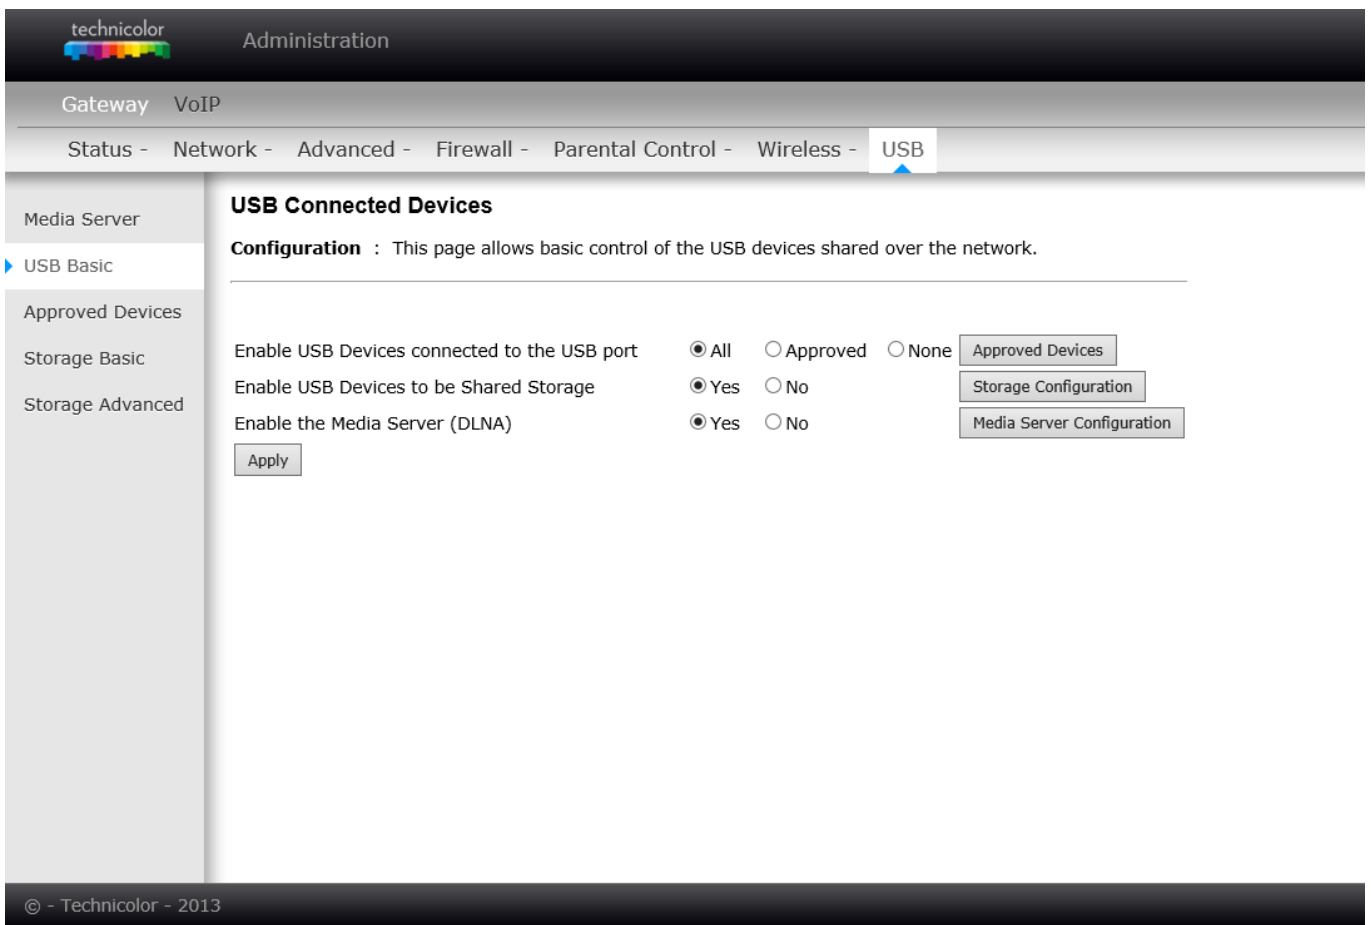 technicolor
Administration
Gateway VoIP
Status - Network - Advanced - Firewall - Parental Control - Wireless - USB
Media Server
USB Basic
Approved Devices
Storage Basic
Storage Advanced
USB Connected Devices
Configuration : This page allows basic control of the USB devices shared over the network.
Enable USB Devices connected to the USB port All Approved None Approved Devices
Enable USB Devices to be Shared Storage Yes No Storage Configuration
Enable the Media Server (DLNA) Yes No Media Server Configuration
Apply
© - Technicolor - 2013